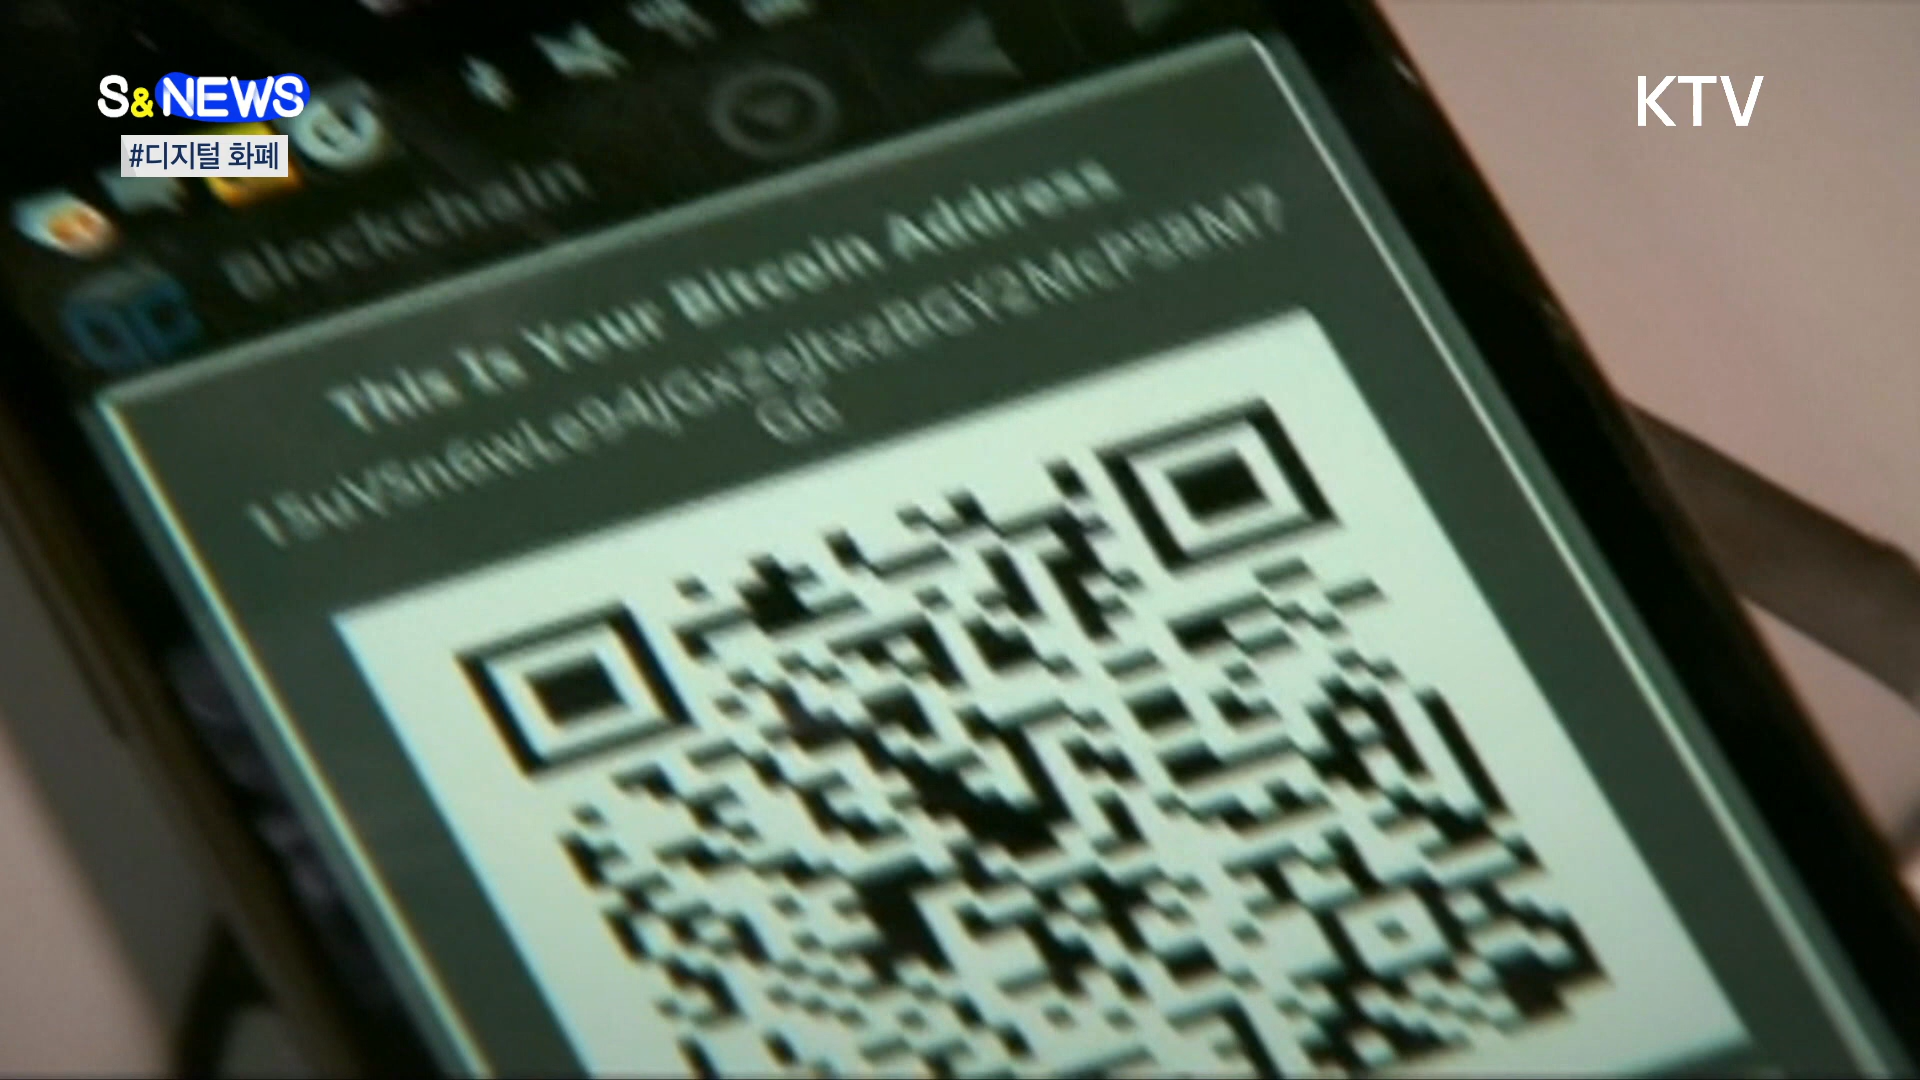 S&NEWS
KTV
#디지털 화폐
Blockchain
This Is Your Bitcoin Address